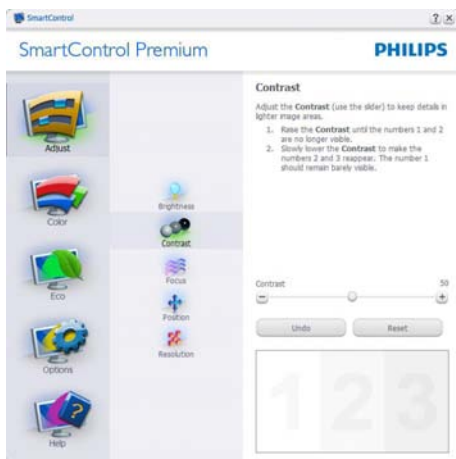 SmartControl
SmartControl Premium
PHILIPS
Adjust
Color
Eco
Options
Help
Brightness
Contrast
Focus
Position
Resolution
Contrast
Adjust the Contrast (use the slider) to keep details in
lighter image areas.
1. Raise the Contrast until the numbers 1 and 2
are no longer visible.
2. Slowly lower the Contrast to make the
numbers 2 and 3 reappear. The number 1
should remain barely visible.
Contrast 50
Undo Reset
1 2 3